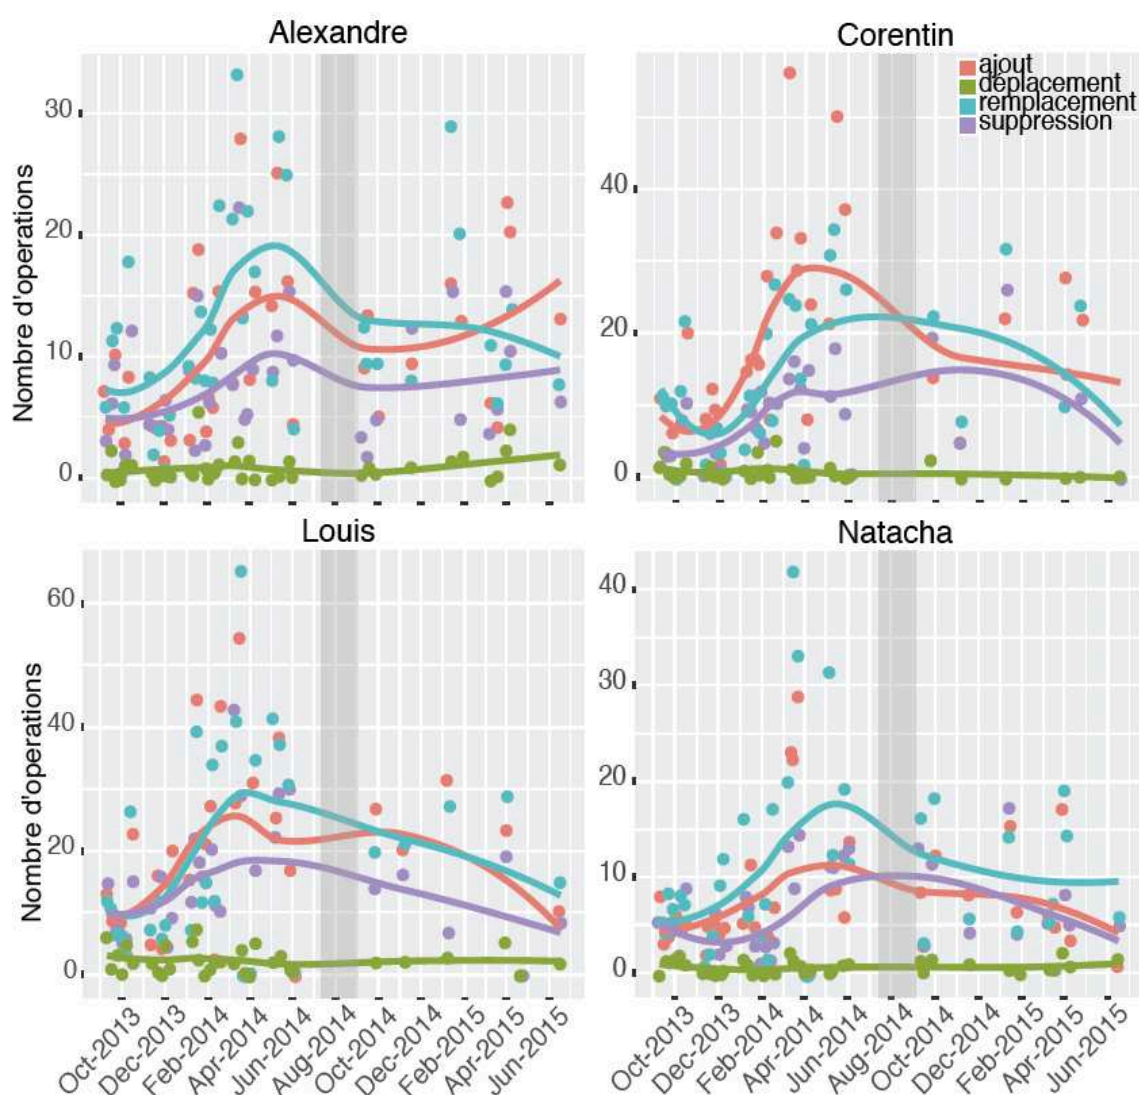 Alexandre
Corentin
ajout
déplacement
remplacement
suppression
Nombre d'operations
30
20
10
0
40
20
0
Louis
Natacha
Nombre d'operations
60
40
20
0
40
30
20
10
0
Oct-2013
Dec-2013
Feb-2014
Apr-2014
Jun-2014
Aug-2014
Oct-2014
Dec-2014
Feb-2015
Apr-2015
Jun-2015
Oct-2013
Dec-2013
Feb-2014
Apr-2014
Jun-2014
Aug-2014
Oct-2014
Dec-2014
Feb-2015
Apr-2015
Jun-2015